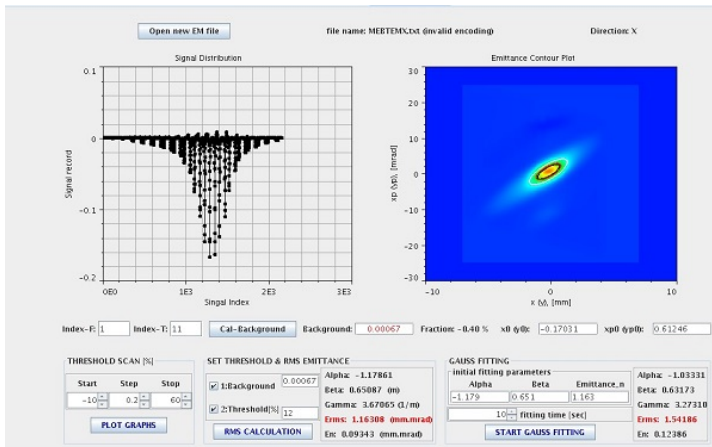 Open new EM file file name: MEBTEMX.txt (invalid encoding) Direction: X
Signal Distribution
0.1
0
-0.1
-0.2
Signal record
0E0 1E3 2E3 3E3
Singal Index
Emittance Contour Plot
30
20
10
0
-10
-20
-30
xp (yp), [mrad]
-10 0 10
x (y), [mm]
Index-F: 1 Index-T: 11 Cal-Background Background: 0.00067 Fraction: -0.40 % x0 (y0): -0.17031 xp0 (yp0): 0.61246
THRESHOLD SCAN [%]
Start Step Stop
-10 0.2 60
PLOT GRAPHS
SET THRESHOLD & RMS EMITTANCE
1:Background 0.00067
2:Threshold[%] 12
RMS CALCULATION
Alpha: -1.17861
Beta: 0.65087 (m)
Gamma: 3.67065 (1/m)
Erms: 1.16308 (mm.mrad)
En: 0.09343 (mm.mrad)
GAUSS FITTING
initial fitting parameters
Alpha Beta Emittance_n
-1.179 0.651 1.163
10 fitting time [sec]
START GAUSS FITTING
Alpha: -1.03331
Beta: 0.63173
Gamma: 3.27310
Erms: 1.54186
En: 0.12386